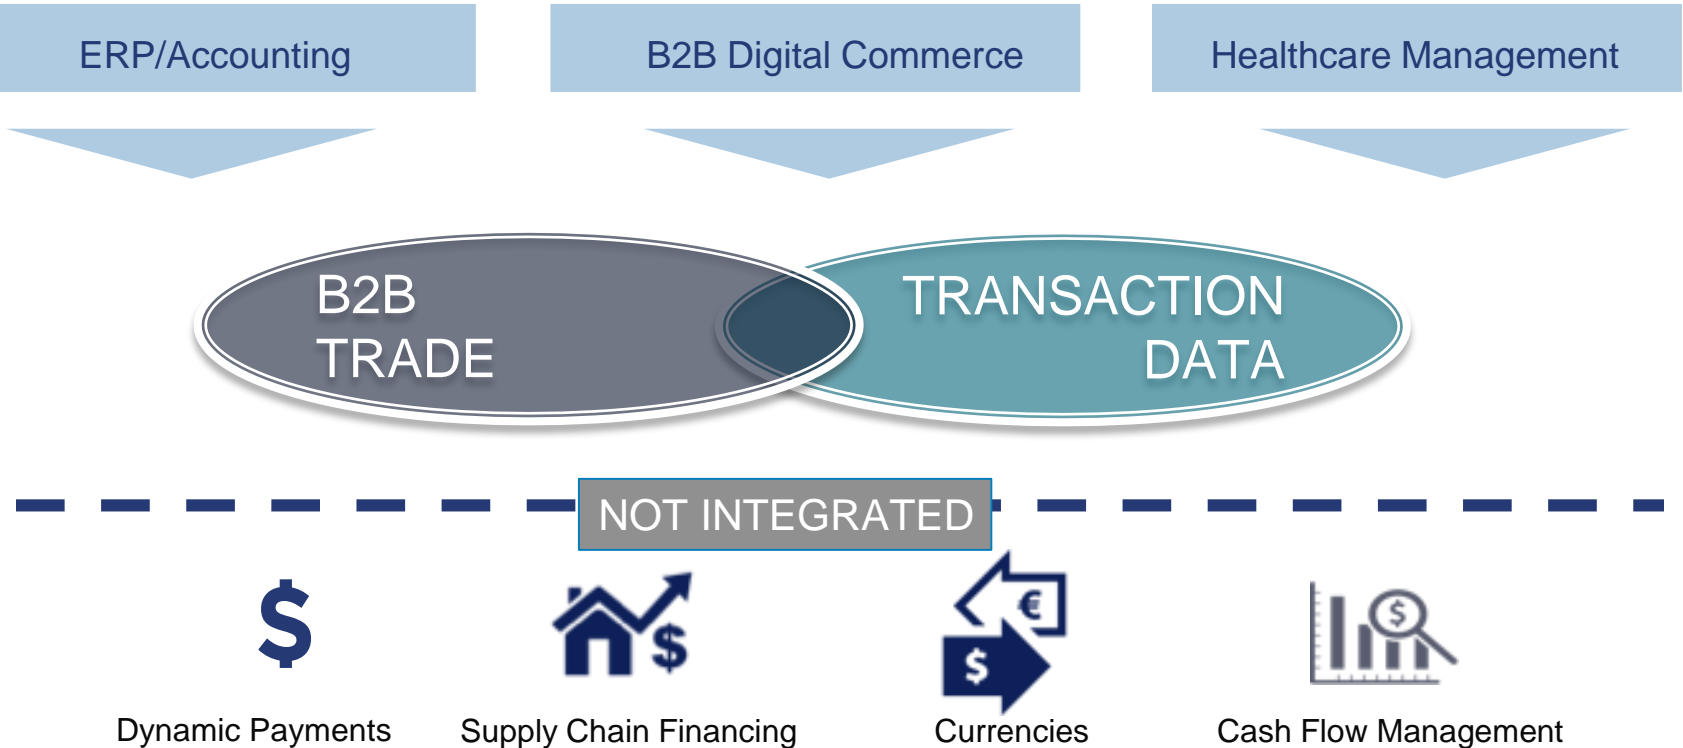 ERP/Accounting
B2B Digital Commerce
Healthcare Management
B2B
TRADE
TRANSACTION
DATA
NOT INTEGRATED
$
$
€
$
$
Dynamic Payments
Supply Chain Financing
Currencies
Cash Flow Management